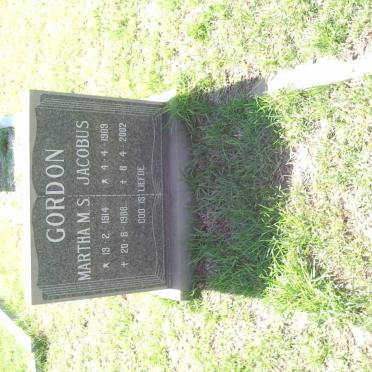 GORDON
MARTHA M.S. JACOBUS
* 19. 2. 1914 * 4. 4. 1909
+ 20. 6. 1988 + 8. 4. 2002
GOD IS LIEFDE